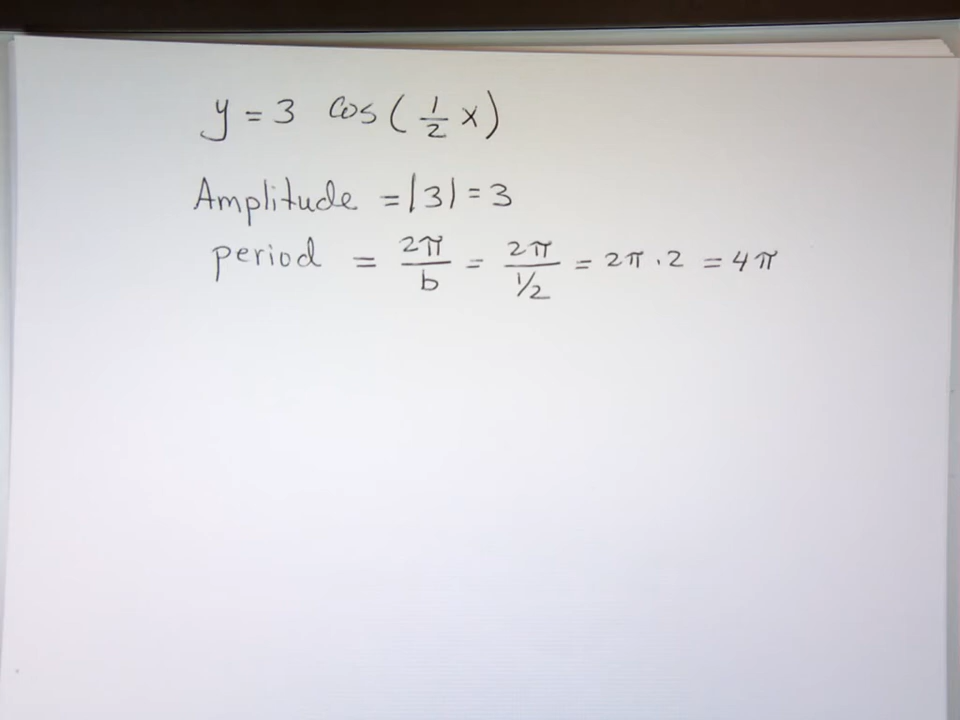 y = 3 cos(1/2 x)
Amplitude = |3| = 3
period = 2π/b = 2π/1/2 = 2π · 2 = 4π